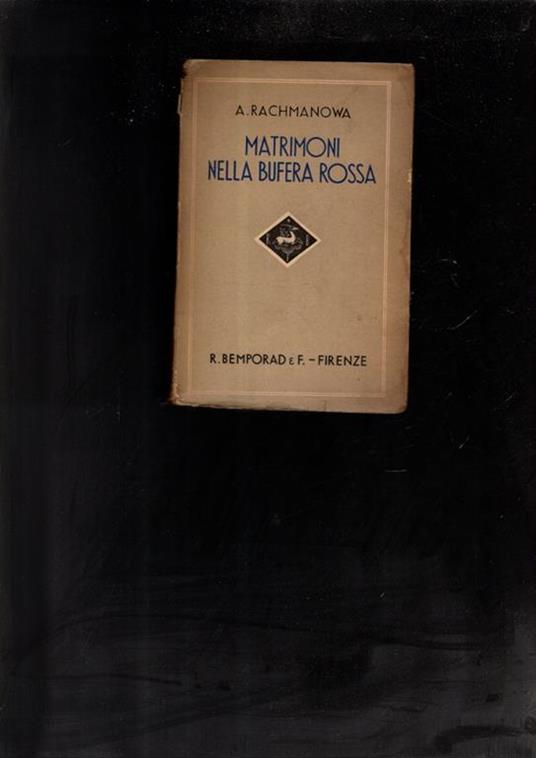 A. RACHMANOWA
MATRIMONI
NELLA BUFERA ROSSA
R. BEMPORAD & F. – FIRENZE